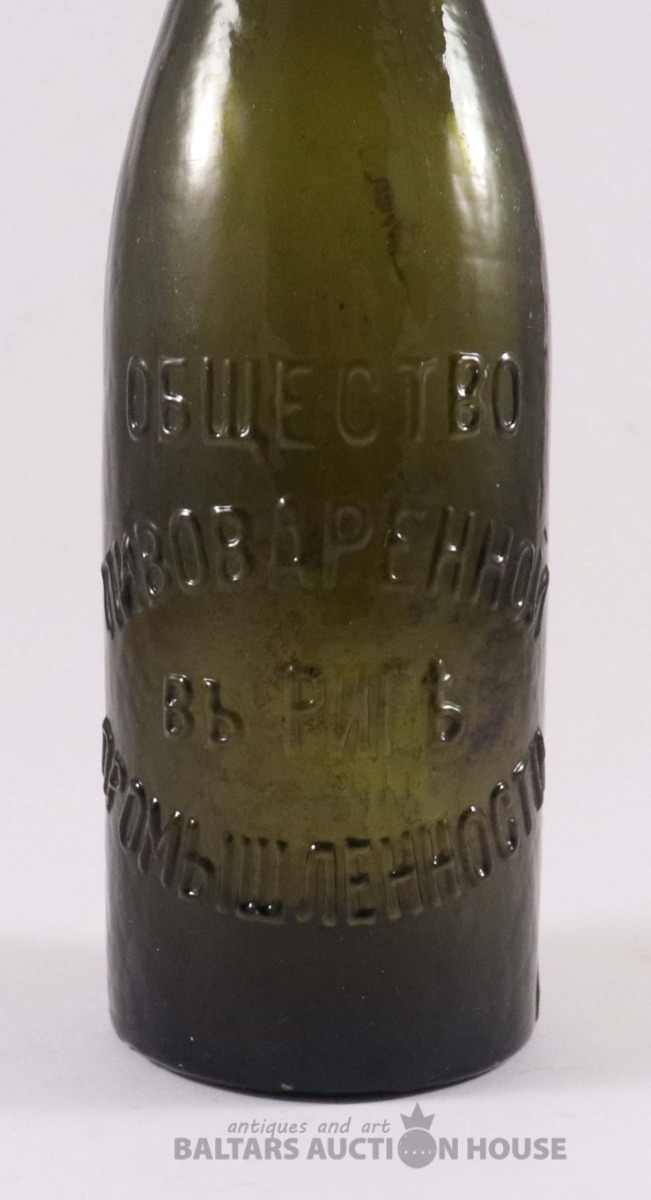 ОБЩЕСТВО
ПИВОВАРЕННОЙ
ВЪ РИГѢ
ПРОМЫШЛЕННОСТИ
antiques and art
BALTARS AUCTION HOUSE